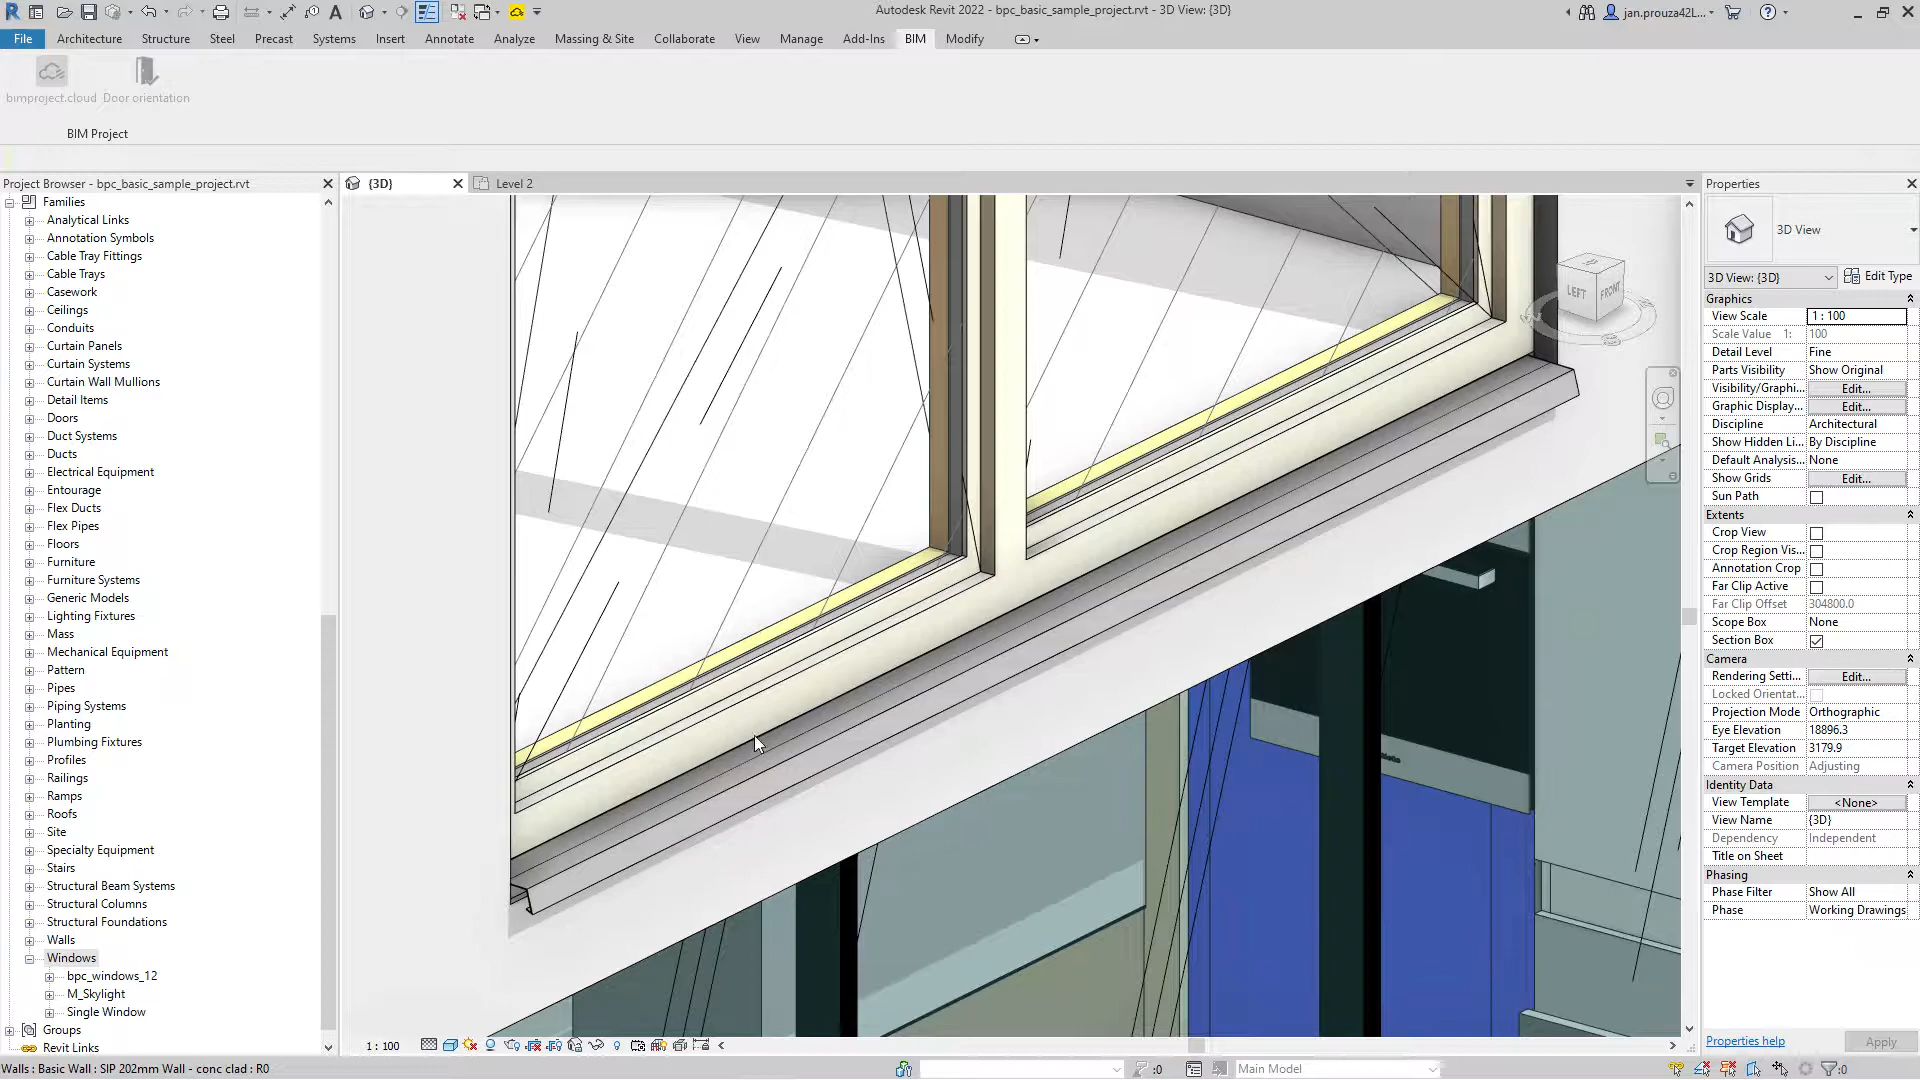 Autodesk Revit 2022 - bpc_basic_sample_project.rvt - 3D View: {3D}
jan.prouza42L...
File Architecture Structure Steel Precast Systems Insert Annotate Analyze Massing & Site Collaborate View Manage Add-Ins BIM Modify
bimproject.cloud Door orientation
BIM Project
Project Browser - bpc_basic_sample_project.rvt
{3D}
Level 2
Properties
Families
Analytical Links
Annotation Symbols
Cable Tray Fittings
Cable Trays
Casework
Ceilings
Conduits
Curtain Panels
Curtain Systems
Curtain Wall Mullions
Detail Items
Doors
Duct Systems
Ducts
Electrical Equipment
Entourage
Flex Ducts
Flex Pipes
Floors
Furniture
Furniture Systems
Generic Models
Lighting Fixtures
Mass
Mechanical Equipment
Pattern
Pipes
Piping Systems
Planting
Plumbing Fixtures
Profiles
Railings
Ramps
Roofs
Site
Specialty Equipment
Stairs
Structural Beam Systems
Structural Columns
Structural Foundations
Walls
Windows
bpc_windows_12
M_Skylight
Single Window
Groups
Revit Links
LEFT FRONT
3D View
3D View: {3D} Edit Type
Graphics
View Scale 1 : 100
Scale Value 1: 100
Detail Level Fine
Parts Visibility Show Original
Visibility/Graphi... Edit...
Graphic Display... Edit...
Discipline Architectural
Show Hidden Li... By Discipline
Default Analysis... None
Show Grids Edit...
Sun Path
Extents
Crop View
Crop Region Vis...
Annotation Crop
Far Clip Active
Far Clip Offset 304800.0
Scope Box None
Section Box
Camera
Rendering Setti... Edit...
Locked Orientat...
Projection Mode Orthographic
Eye Elevation 18896.3
Target Elevation 3179.9
Camera Position Adjusting
Identity Data
View Template <None>
View Name {3D}
Dependency Independent
Title on Sheet
Phasing
Phase Filter Show All
Phase Working Drawings
Properties help Apply
1 : 100
Walls : Basic Wall : SIP 202mm Wall - conc clad : R0
:0
Main Model
:0